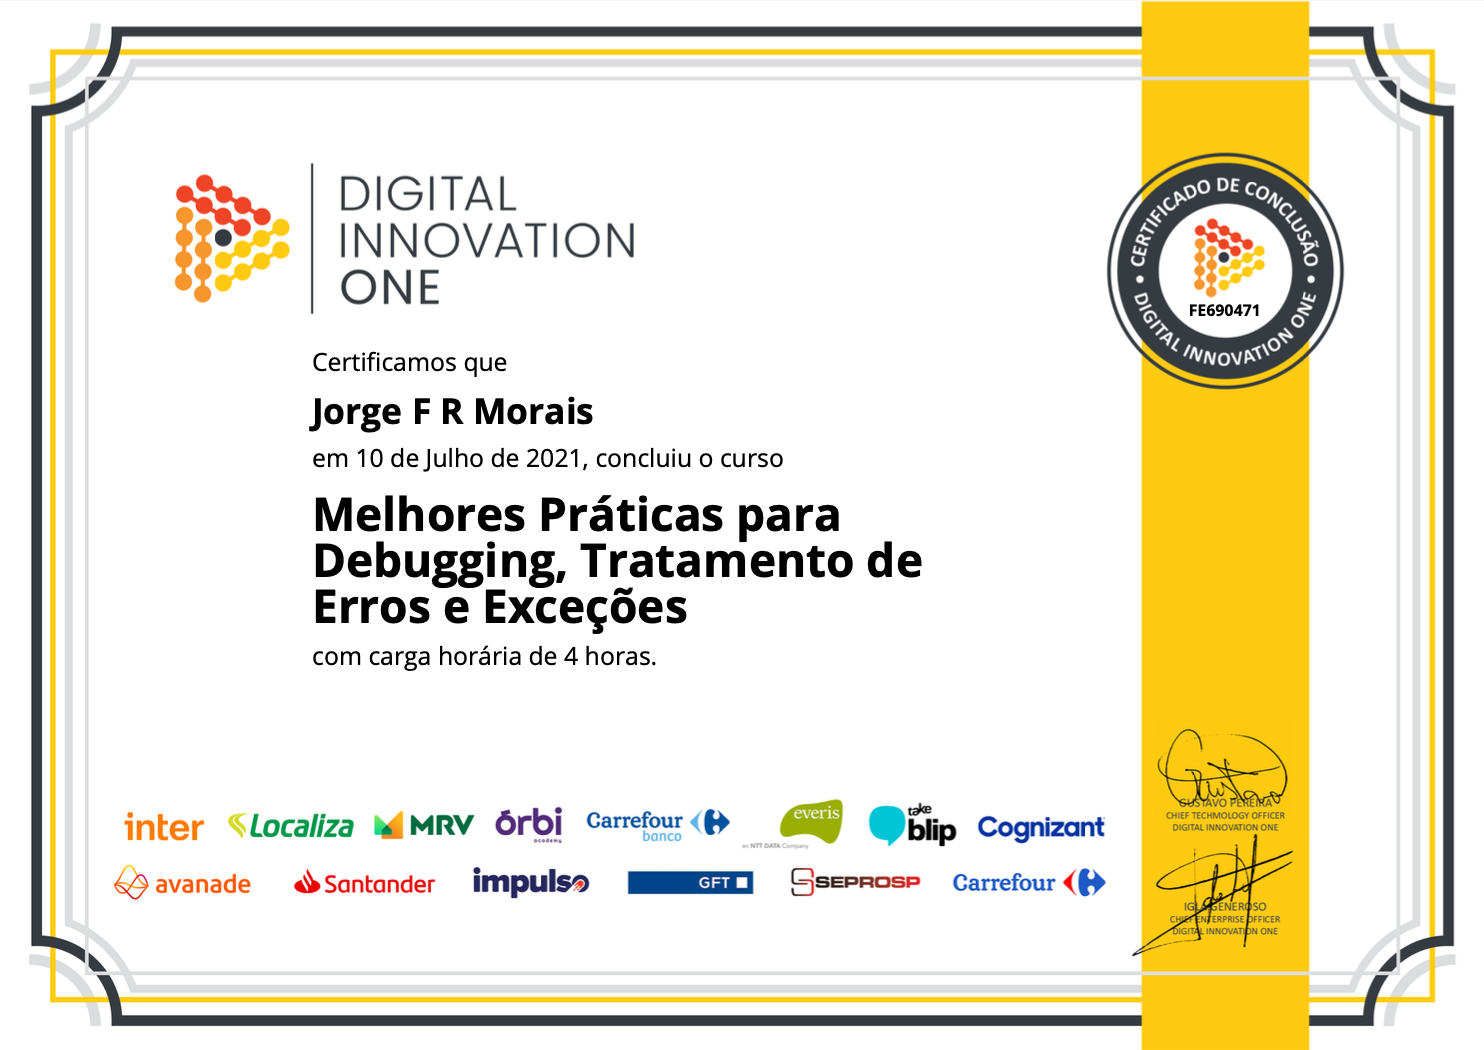 DIGITAL
INNOVATION
ONE
CERTIFICADO DE CONCLUSÃO
FE690471
DIGITAL INNOVATION ONE
Certificamos que
Jorge F R Morais
em 10 de Julho de 2021, concluiu o curso
Melhores Práticas para
Debugging, Tratamento de
Erros e Exceções
com carga horária de 4 horas.
inter Localiza MRV órbi academy Carrefour banco everis an NTT DATA Company take blip Cognizant
avanade Santander impulso GFT SEPROSP Carrefour
Gustavo
GUSTAVO PEREIRA
CHIEF TECHNOLOGY OFFICER
DIGITAL INNOVATION ONE
IGLÁ GENEROSO
CHIEF ENTERPRISE OFFICER
DIGITAL INNOVATION ONE